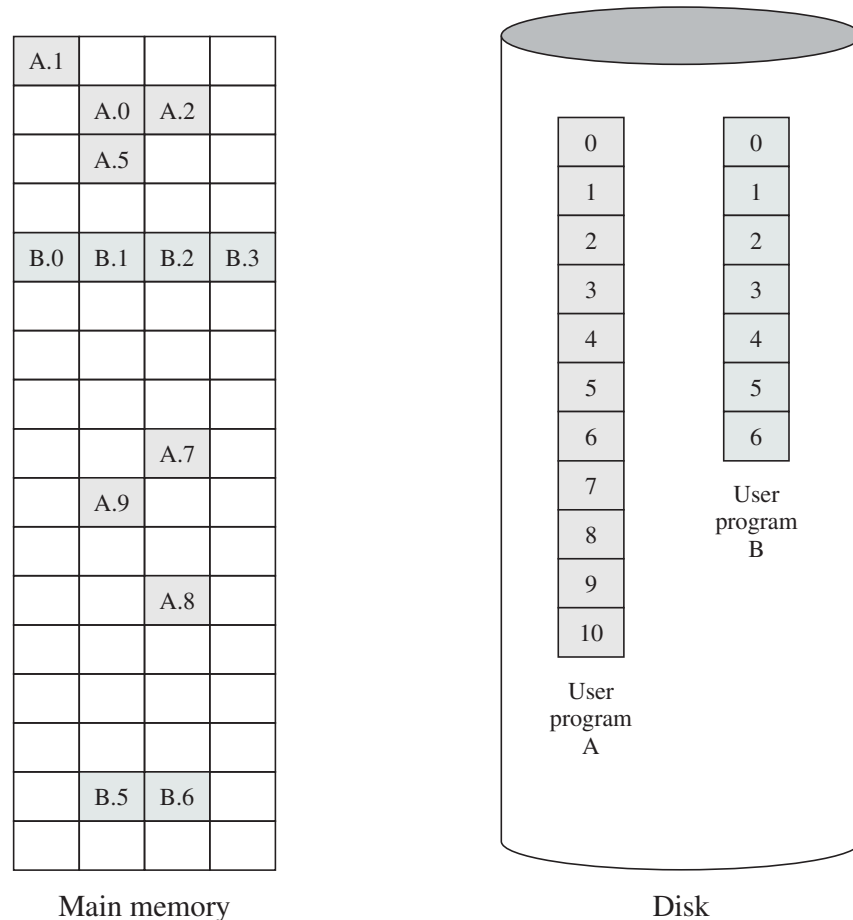 A.1
A.0 A.2
A.5
B.0 B.1 B.2 B.3
A.7
A.9
A.8
B.5 B.6
Main memory
0
1
2
3
4
5
6
7
8
9
10
User
program
A
0
1
2
3
4
5
6
User
program
B
Disk